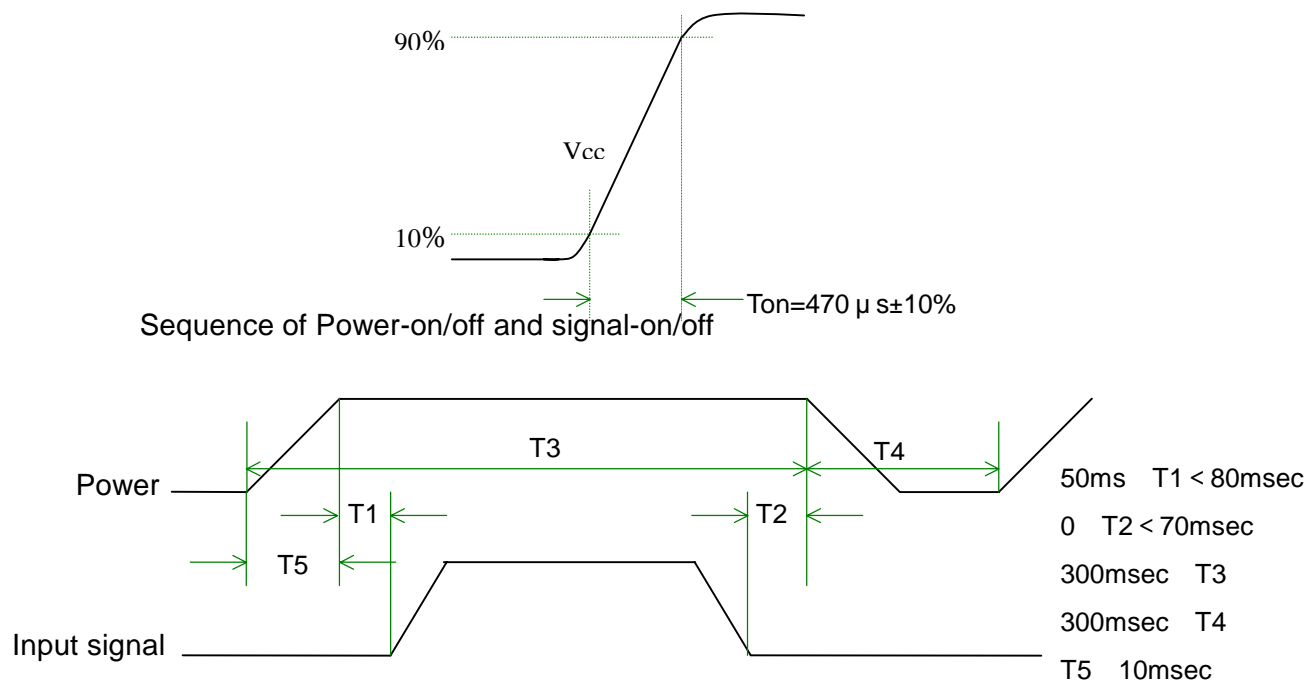 90%
Vcc
10%
Ton=470 μ s±10%
Sequence of Power-on/off and signal-on/off
T3
T4
Power
50ms T1 < 80msec
T1
T2
0 T2 < 70msec
T5
300msec T3
300msec T4
Input signal
T5 10msec